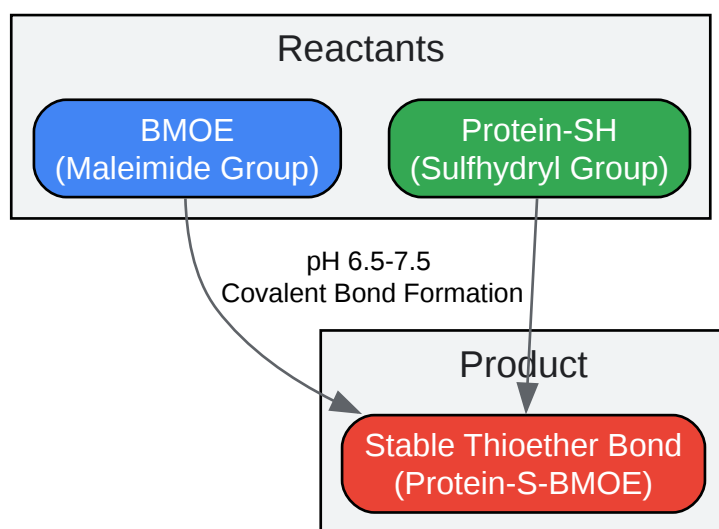 Reactants
BMOE
(Maleimide Group)
Protein-SH
(Sulfhydryl Group)
pH 6.5-7.5
Covalent Bond Formation
Product
Stable Thioether Bond
(Protein-S-BMOE)